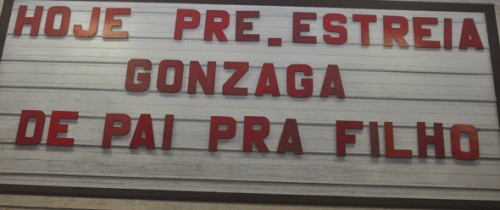 HOJE PRE_ESTREIA
GONZAGA
DE PAI PRA FILHO